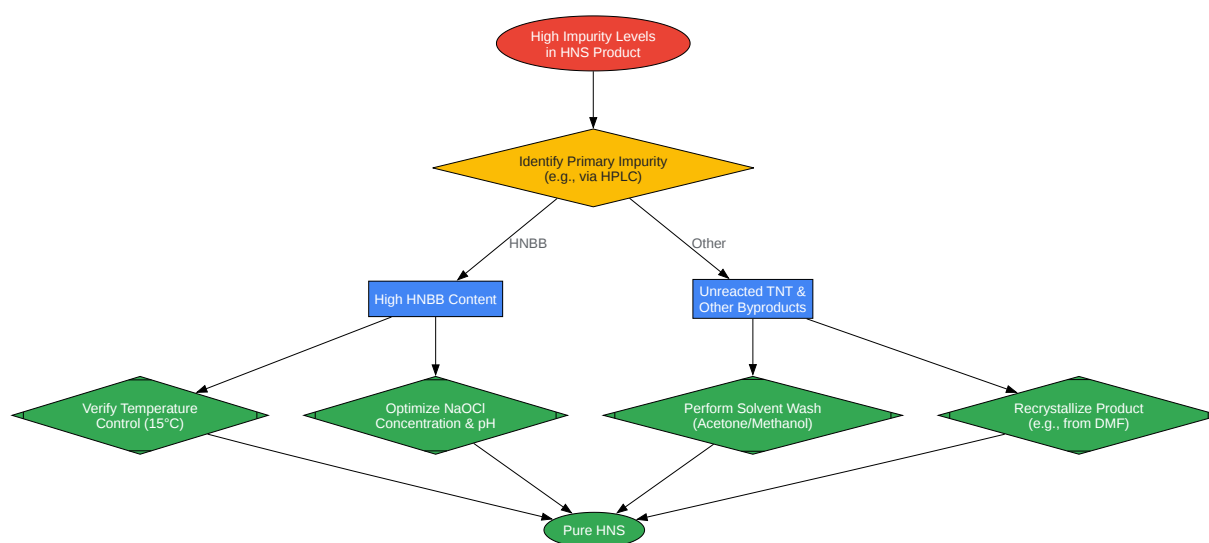 High Impurity Levels
in HNS Product
Identify Primary Impurity
(e.g., via HPLC)
HNBB
Other
High HNBB Content
Unreacted TNT &
Other Byproducts
Verify Temperature
Control (15°C)
Optimize NaOCl
Concentration & pH
Perform Solvent Wash
(Acetone/Methanol)
Recrystallize Product
(e.g., from DMF)
Pure HNS